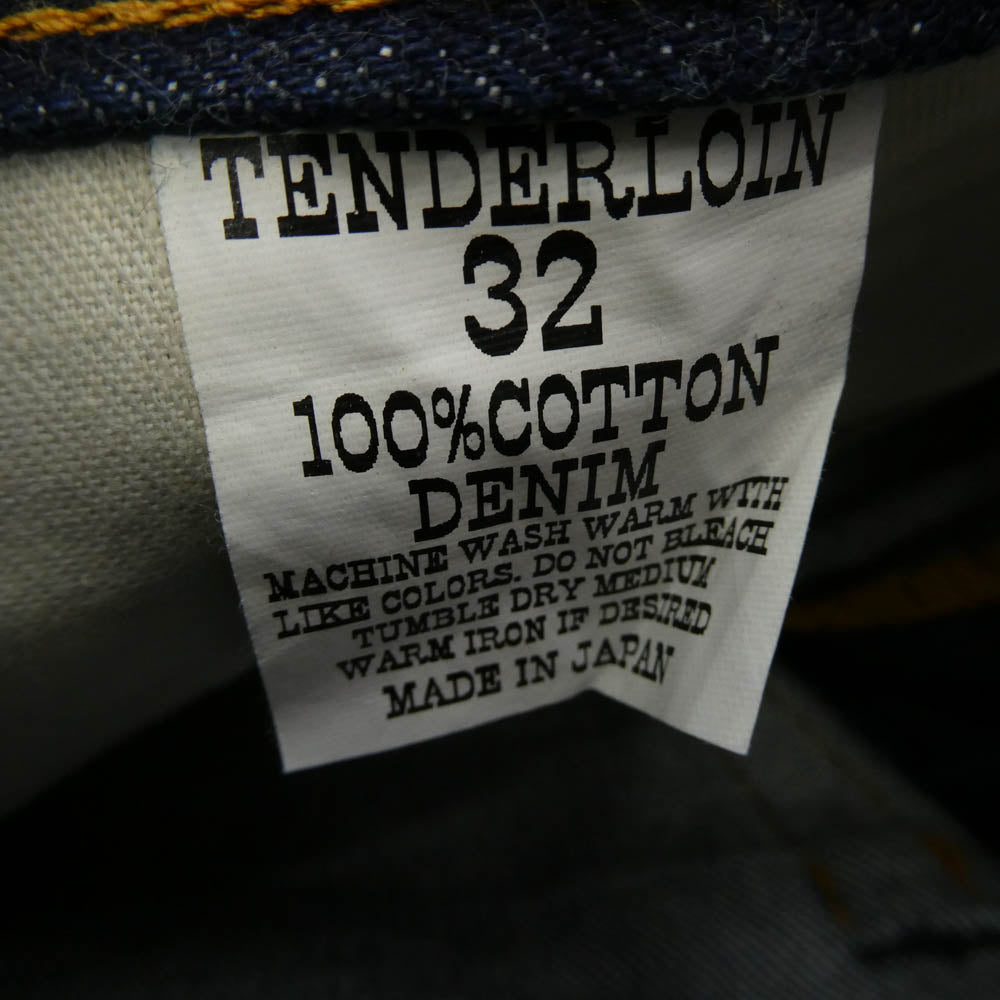 TENDERLOIN
32
100%COTTON
DENIM
MACHINE WASH WARM WITH
LIKE COLORS. DO NOT BLEACH
TUMBLE DRY MEDIUM
WARM IRON IF DESIRED
MADE IN JAPAN